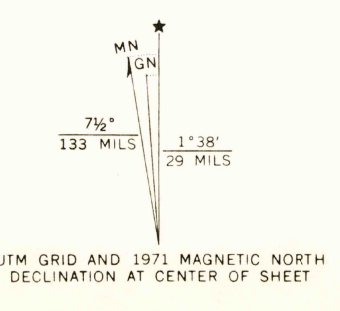 MN
GN
7½°
133 MILS
1°38'
29 MILS
UTM GRID AND 1971 MAGNETIC NORTH
DECLINATION AT CENTER OF SHEET